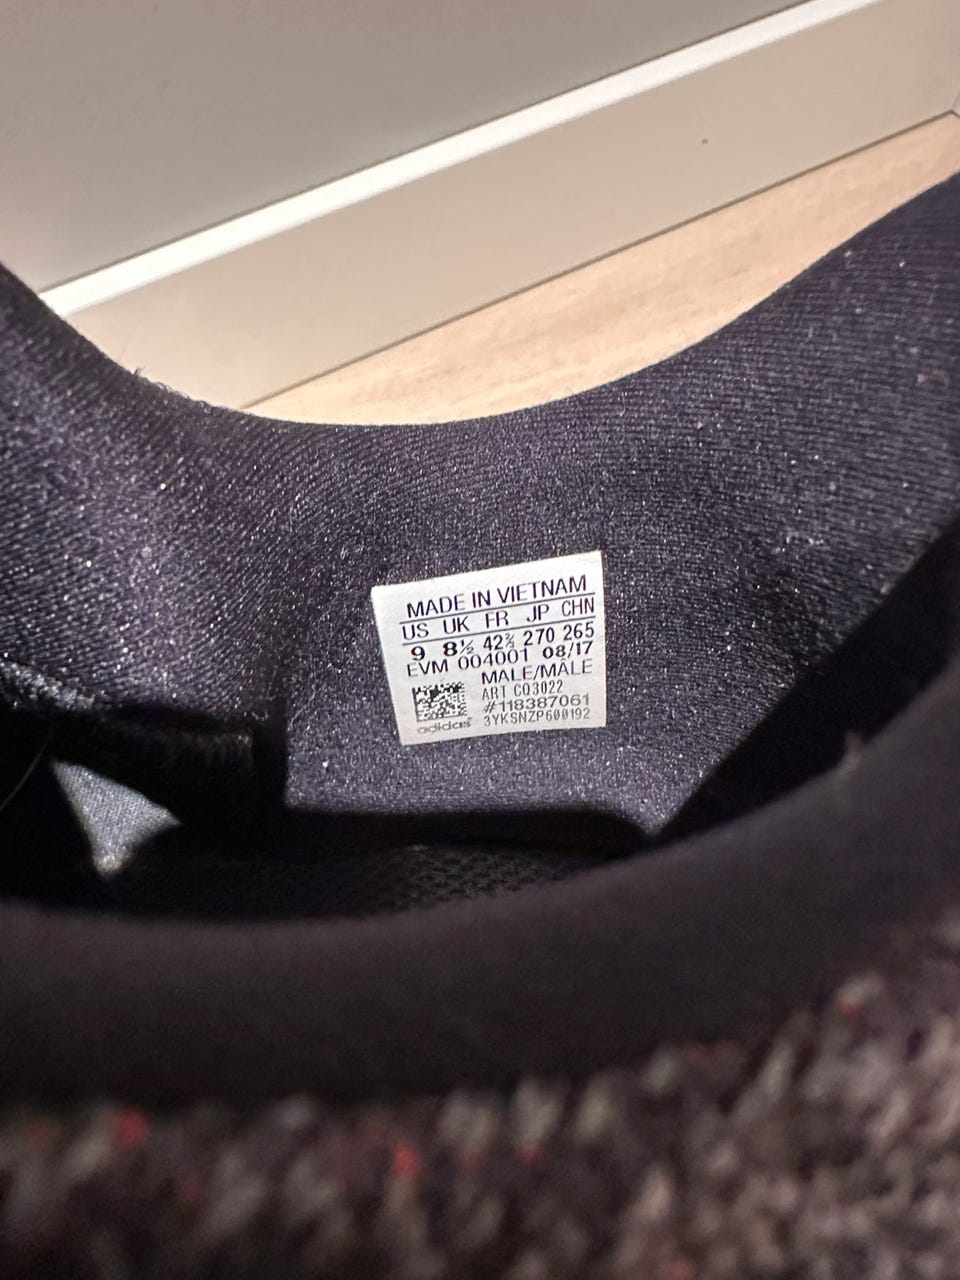 MADE IN VIETNAM
US UK FR JP CHN
9 8½ 42⅔ 270 265
EVM 004001 08/17
MALE/MÂLE
ART CQ3022
#118387061
adidas 3YKSNZP600192